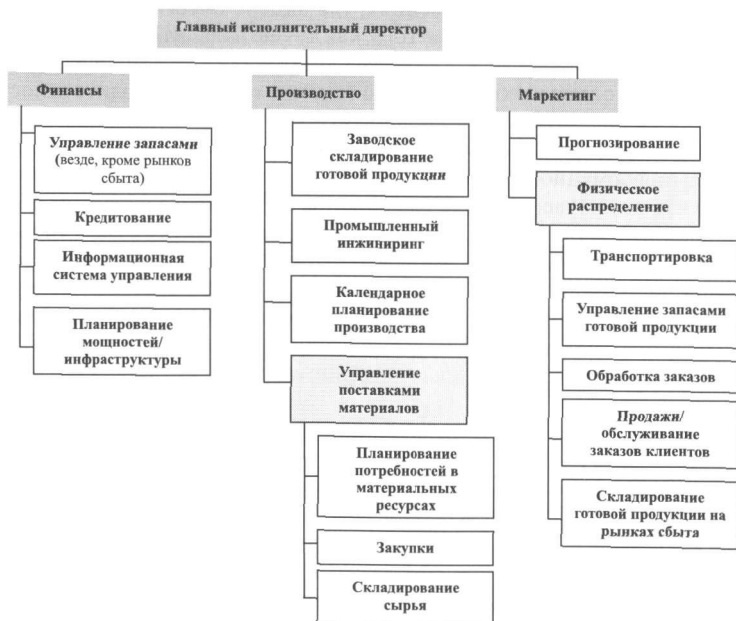 Главный исполнительный директор
Финансы
Управление запасами
(везде, кроме рынков
сбыта)
Кредитование
Информационная
система управления
Планирование
мощностей/
инфраструктуры
Производство
Заводское
складирование
готовой продукции
Промышленный
инжиниринг
Календарное
планирование
производства
Управление
поставками
материалов
Планирование
потребностей в
материальных
ресурсах
Закупки
Складирование
сырья
Маркетинг
Прогнозирование
Физическое
распределение
Транспортировка
Управление запасами
готовой продукции
Обработка заказов
Продажи/
обслуживание
заказов клиентов
Складирование
готовой продукции на
рынках сбыта